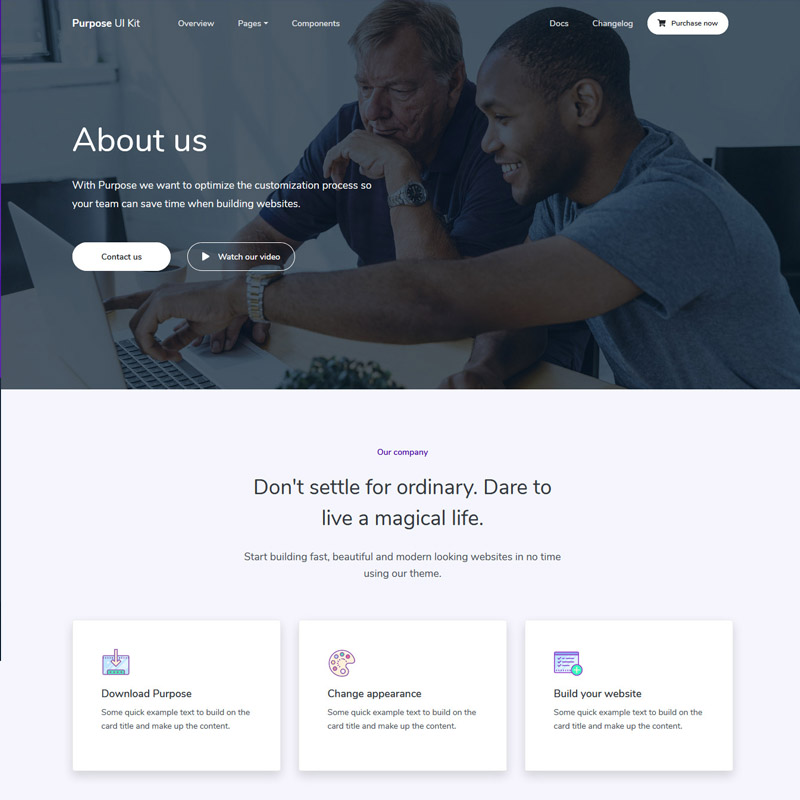 Purpose UI Kit Overview Pages Components Docs Changelog Purchase now
About us
With Purpose we want to optimize the customization process so
your team can save time when building websites.
Contact us Watch our video
Our company
Don't settle for ordinary. Dare to
live a magical life.
Start building fast, beautiful and modern looking websites in no time
using our theme.
Download Purpose
Some quick example text to build on the
card title and make up the content.
Change appearance
Some quick example text to build on the
card title and make up the content.
Build your website
Some quick example text to build on the
card title and make up the content.